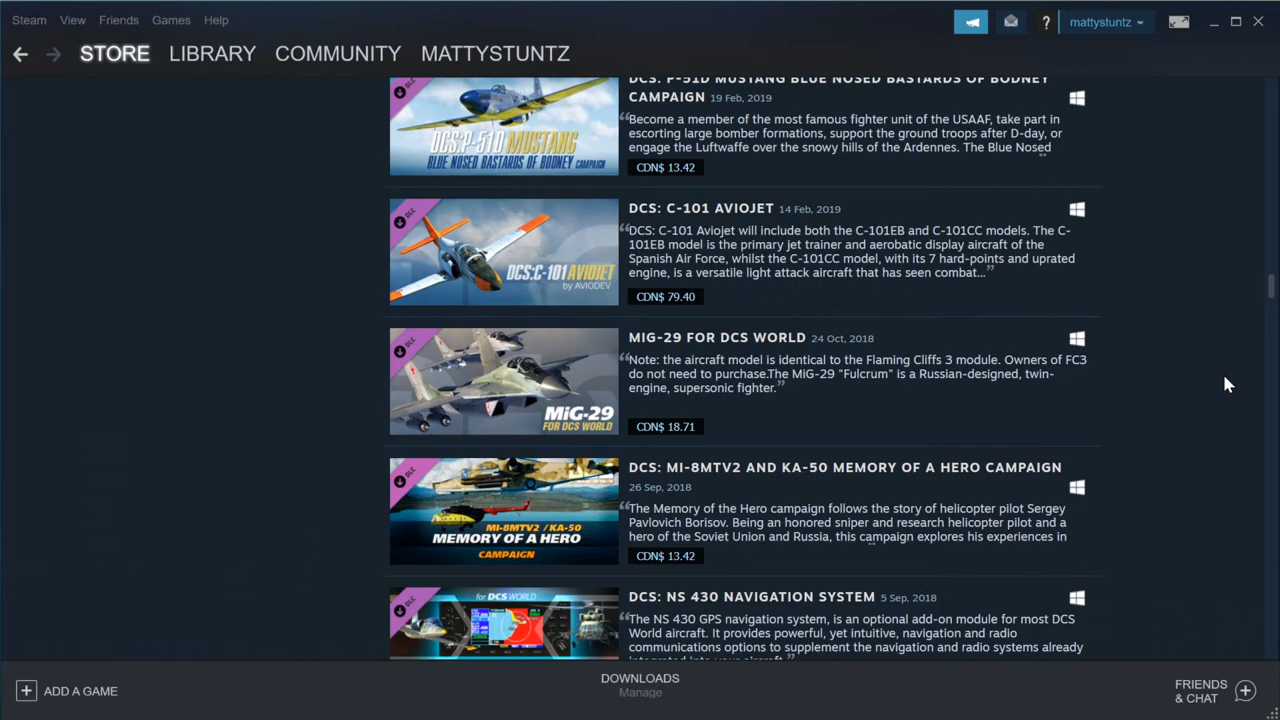 Steam View Friends Games Help
? mattystuntz
STORE LIBRARY COMMUNITY MATTYSTUNTZ
DLC
DCS:P-51D MUSTANG
BLUE NOSED BASTARDS OF BODNEY CAMPAIGN
DCS: P-51D MUSTANG BLUE NOSED BASTARDS OF BODNEY
CAMPAIGN 19 Feb, 2019
“Become a member of the most famous fighter unit of the USAAF, take part in
escorting large bomber formations, support the ground troops after D-day, or
engage the Luftwaffe over the snowy hills of the Ardennes. The Blue Nosed
CDN$ 13.42
DLC
DCS:C-101 AVIOJET
by AVIODEV
DCS: C-101 AVIOJET 14 Feb, 2019
“DCS: C-101 Aviojet will include both the C-101EB and C-101CC models. The C-
101EB model is the primary jet trainer and aerobatic display aircraft of the
Spanish Air Force, whilst the C-101CC model, with its 7 hard-points and uprated
engine, is a versatile light attack aircraft that has seen combat...”
CDN$ 79.40
DLC
MiG-29
FOR DCS WORLD
MIG-29 FOR DCS WORLD 24 Oct, 2018
“Note: the aircraft model is identical to the Flaming Cliffs 3 module. Owners of FC3
do not need to purchase.The MiG-29 "Fulcrum" is a Russian-designed, twin-
engine, supersonic fighter.”
CDN$ 18.71
DLC
MI-8MTV2 / KA-50
MEMORY OF A HERO
CAMPAIGN
DCS: MI-8MTV2 AND KA-50 MEMORY OF A HERO CAMPAIGN
26 Sep, 2018
“The Memory of the Hero campaign follows the story of helicopter pilot Sergey
Pavlovich Borisov. Being an honored sniper and research helicopter pilot and a
hero of the Soviet Union and Russia, this campaign explores his experiences in
CDN$ 13.42
DLC
for DCS WORLD
DCS: NS 430 NAVIGATION SYSTEM 5 Sep, 2018
“The NS 430 GPS navigation system, is an optional add-on module for most DCS
World aircraft. It provides powerful, yet intuitive, navigation and radio
communications options to supplement the navigation and radio systems already
integrated into your aircraft.”
ADD A GAME
DOWNLOADS
Manage
FRIENDS
& CHAT